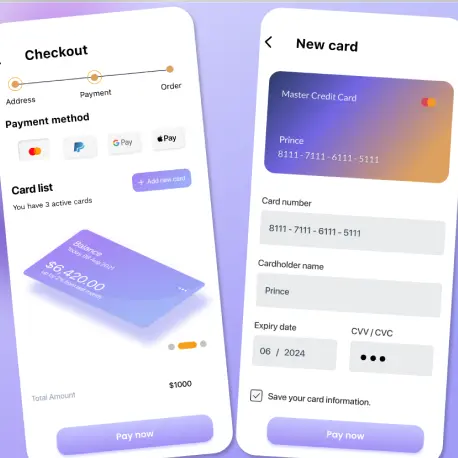 Checkout
Address
Payment
Order
Payment method
G Pay
Pay
Card list
+ Add new card
You have 3 active cards
Balance
$6,420.00
Total Amount
$1000
Pay now
New card
Master Credit Card
Prince
8111 - 7111 - 6111 - 5111
Card number
8111 - 7111 - 6111 - 5111
Cardholder name
Prince
Expiry date
CVV / CVC
06 / 2024
Save your card information.
Pay now